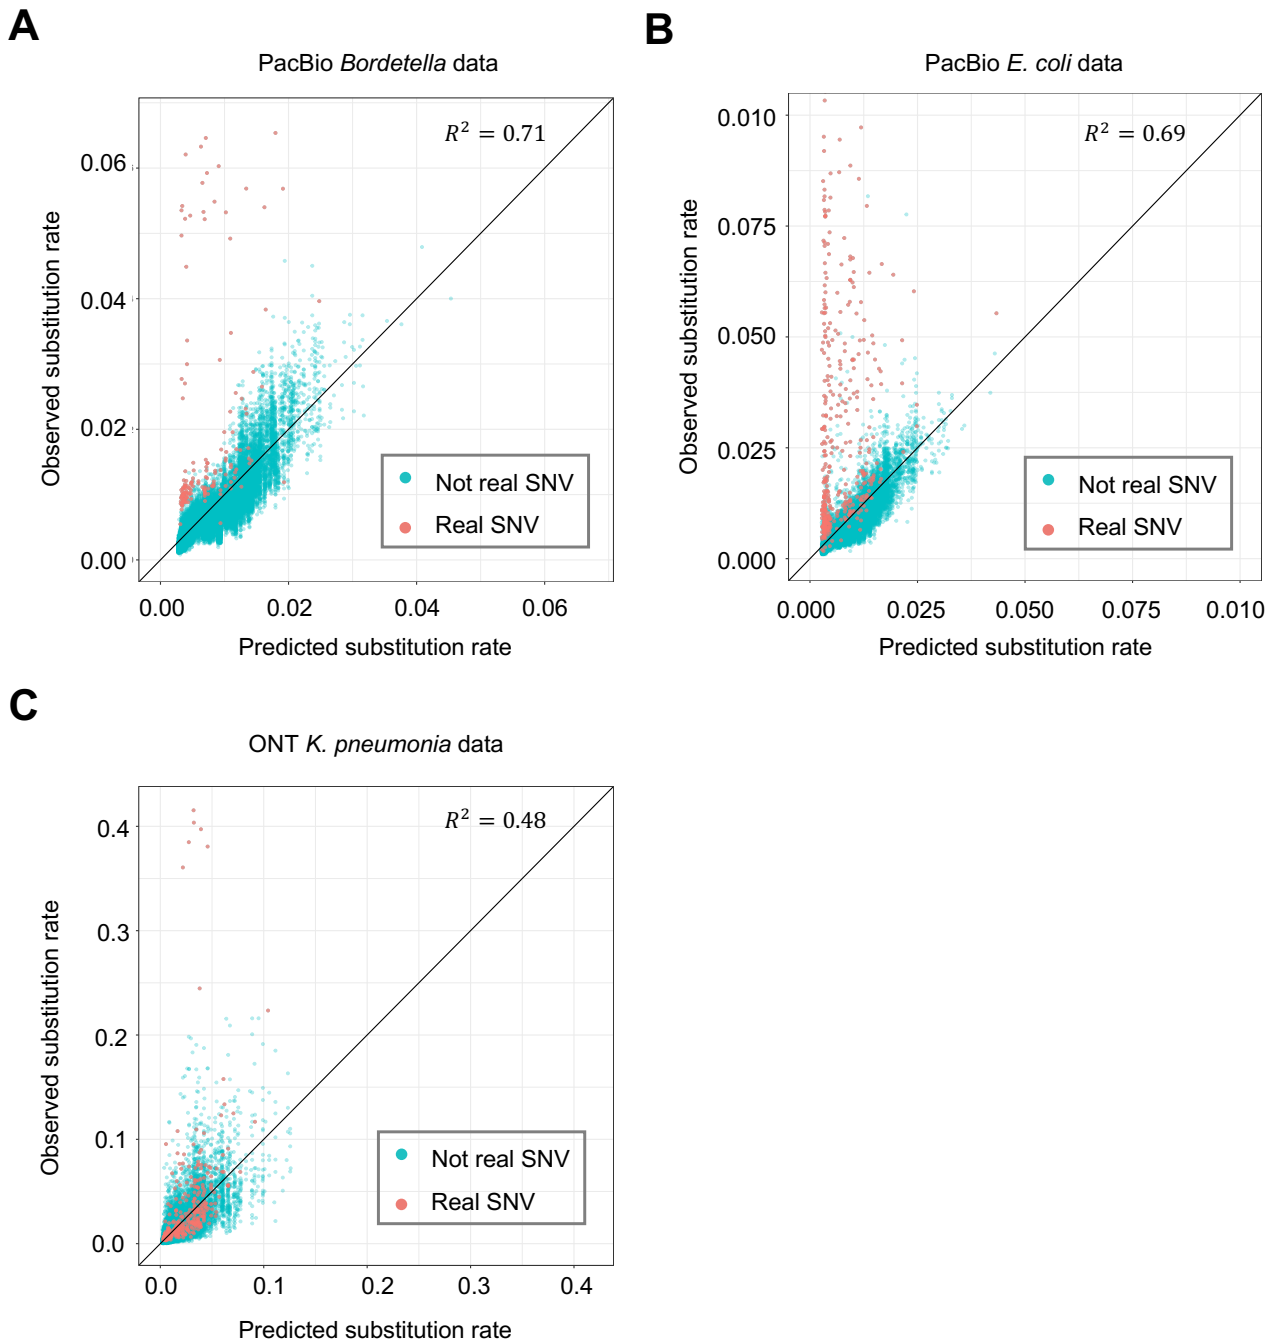 A
PacBio Bordetella data
R² = 0.71
Observed substitution rate
0.06
0.04
0.02
0.00
Not real SNV
Real SNV
0.00 0.02 0.04 0.06
Predicted substitution rate
B
PacBio E. coli data
R² = 0.69
Observed substitution rate
0.010
0.075
0.050
0.025
0.000
Not real SNV
Real SNV
0.000 0.025 0.050 0.075 0.010
Predicted substitution rate
C
ONT K. pneumonia data
R² = 0.48
Observed substitution rate
0.4
0.3
0.2
0.1
0.0
Not real SNV
Real SNV
0.0 0.1 0.2 0.3 0.4
Predicted substitution rate